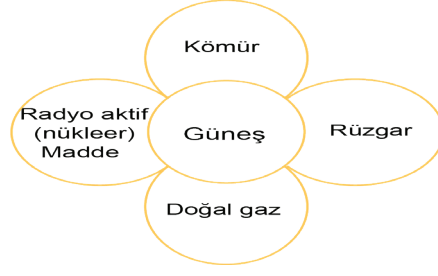 Kömür
Radyo aktif
(nükleer)
Madde
Güneş
Rüzgar
Doğal gaz